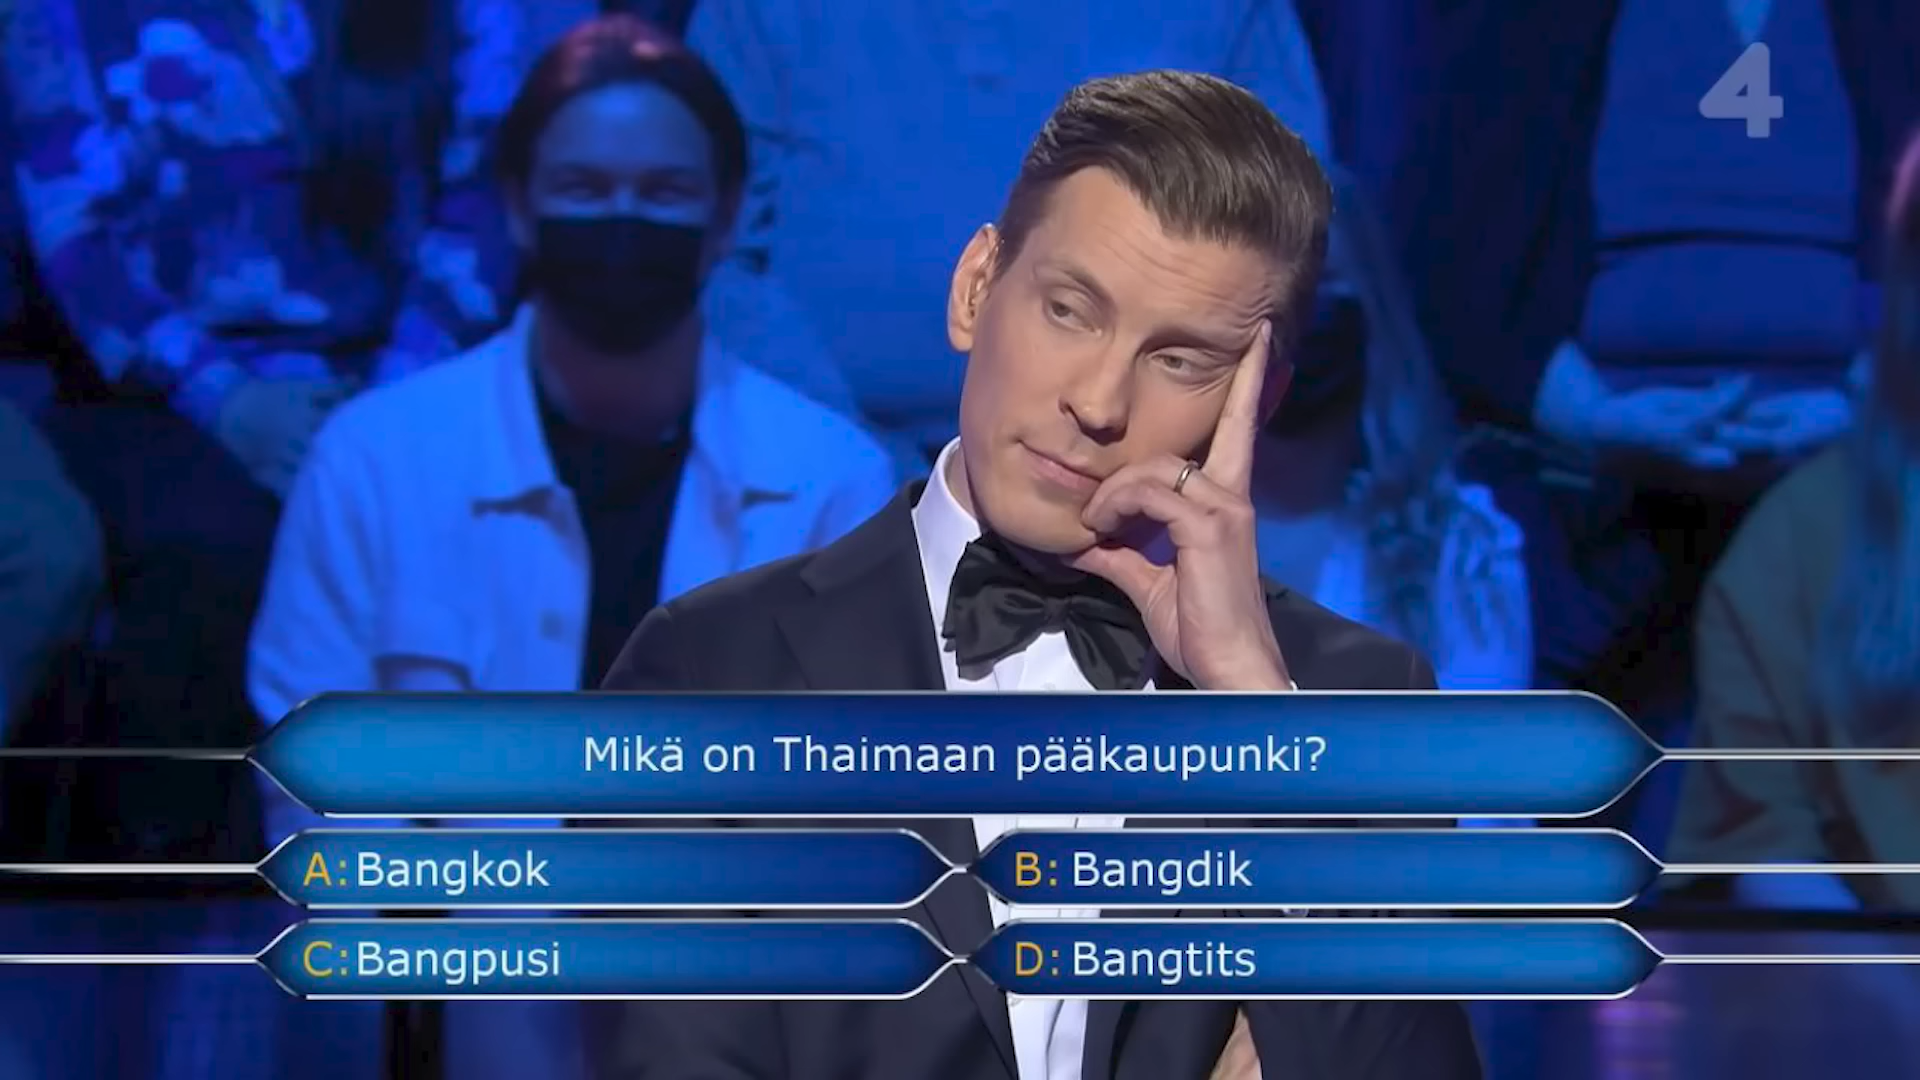 4
Mikä on Thaimaan pääkaupunki?
A: Bangkok
B: Bangdik
C: Bangpusi
D: Bangtits